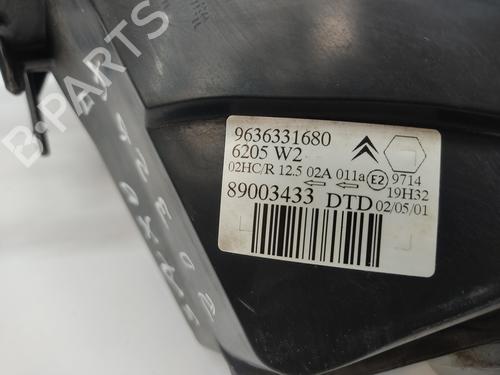 9636331680
6205 W2
02HC/R 12.5 02A 011a E2 9714
19H32
89003433 DTD 02/05/01
B-PARTS